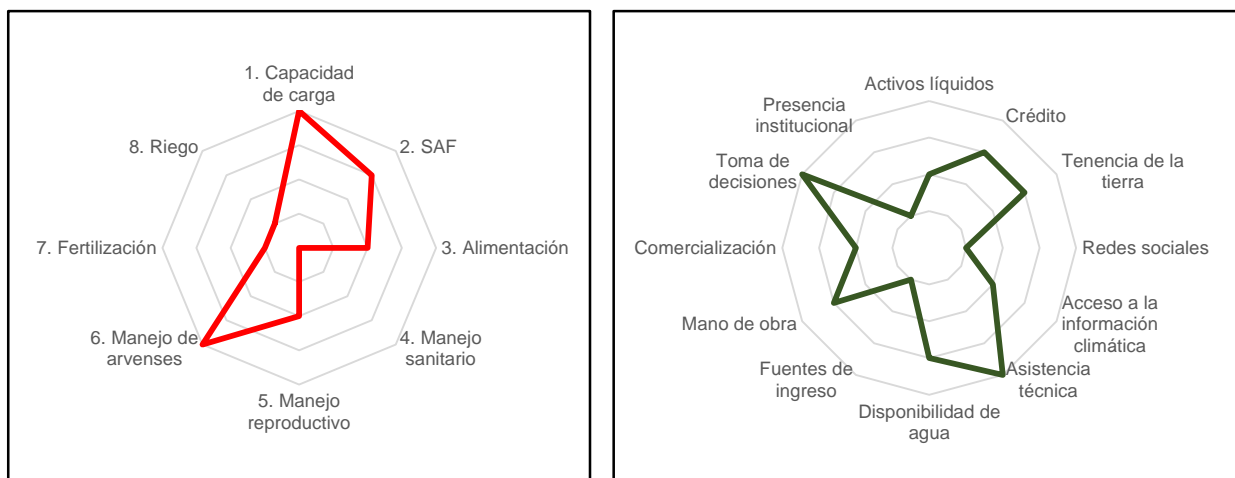 1. Capacidad
de carga
2. SAF
3. Alimentación
4. Manejo
sanitario
5. Manejo
reproductivo
6. Manejo de
arvenses
7. Fertilización
8. Riego
Activos líquidos
Crédito
Tenencia de la
tierra
Redes sociales
Acceso a la
información
climática
Asistencia
técnica
Disponibilidad de
agua
Fuentes de
ingreso
Mano de obra
Comercialización
Toma de
decisiones
Presencia
institucional